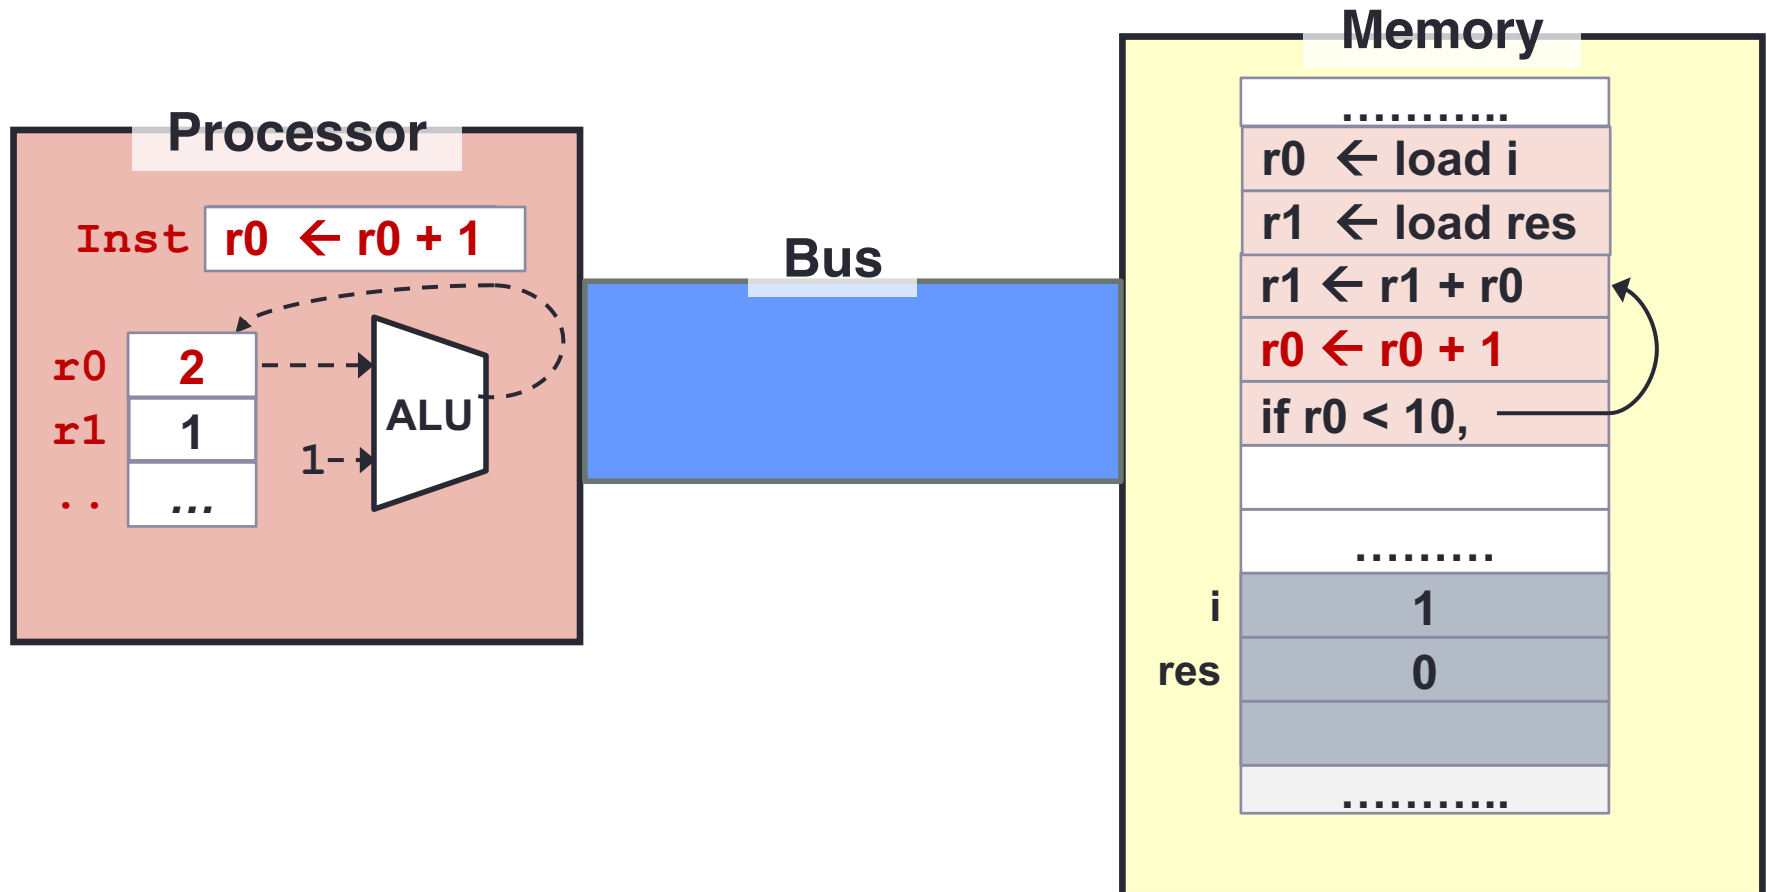 Processor
Inst r0 ← r0 + 1
r0 2
r1 1
.. ...
1
ALU
Bus
Memory
...........
r0 ← load i
r1 ← load res
r1 ← r1 + r0
r0 ← r0 + 1
if r0 < 10,
.........
i 1
res 0
...........